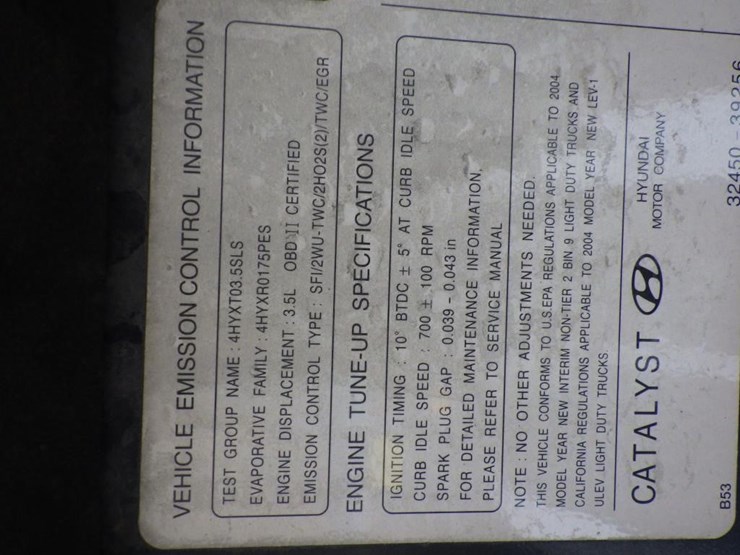 VEHICLE EMISSION CONTROL INFORMATION
TEST GROUP NAME : 4HYXT03.5SLS
EVAPORATIVE FAMILY : 4HYXR0175PES
ENGINE DISPLACEMENT : 3.5L OBD II CERTIFIED
EMISSION CONTROL TYPE : SFI/2WU-TWC/2HO2S(2)/TWC/EGR
ENGINE TUNE-UP SPECIFICATIONS
IGNITION TIMING : 10° BTDC ± 5° AT CURB IDLE SPEED
CURB IDLE SPEED : 700 ± 100 RPM
SPARK PLUG GAP : 0.039 - 0.043 in
FOR DETAILED MAINTENANCE INFORMATION,
PLEASE REFER TO SERVICE MANUAL
NOTE : NO OTHER ADJUSTMENTS NEEDED.
THIS VEHICLE CONFORMS TO U.S.EPA REGULATIONS APPLICABLE TO 2004
MODEL YEAR NEW INTERIM NON-TIER 2 BIN 9 LIGHT DUTY TRUCKS AND
CALIFORNIA REGULATIONS APPLICABLE TO 2004 MODEL YEAR NEW LEV-1
ULEV LIGHT DUTY TRUCKS
CATALYST
HYUNDAI
MOTOR COMPANY
B53
32450-39256